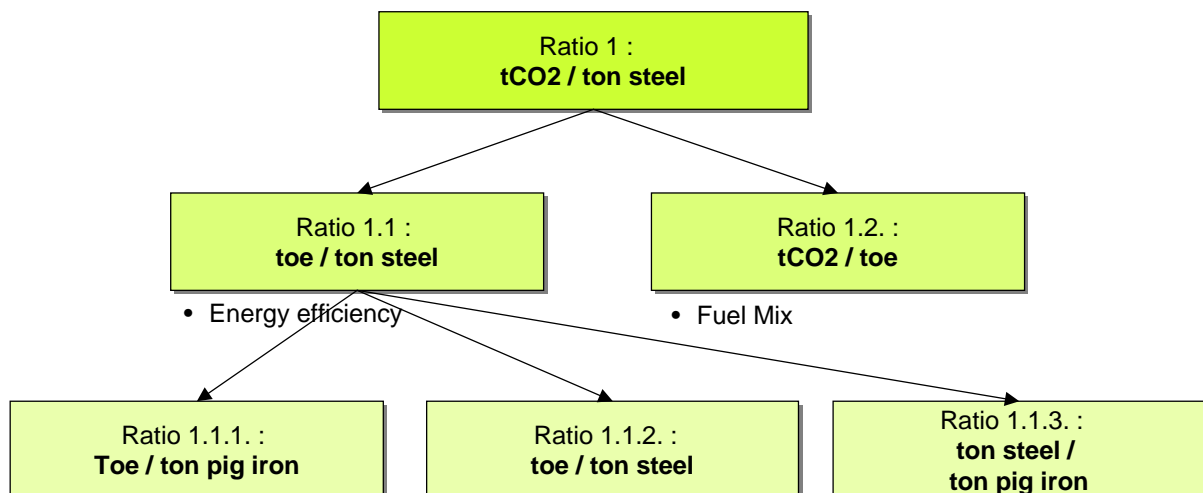 Ratio 1 :
tCO2 / ton steel
Ratio 1.1 :
toe / ton steel
Ratio 1.2. :
tCO2 / toe
• Energy efficiency
• Fuel Mix
Ratio 1.1.1. :
Toe / ton pig iron
Ratio 1.1.2. :
toe / ton steel
Ratio 1.1.3. :
ton steel /
ton pig iron